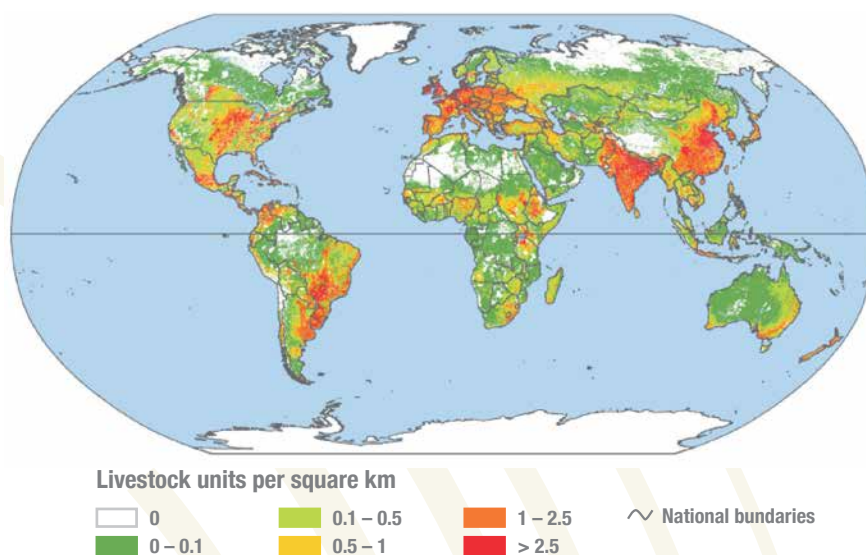 Livestock units per square km
0
0.1 – 0.5
1 – 2.5
National bundaries
0 – 0.1
0.5 – 1
> 2.5